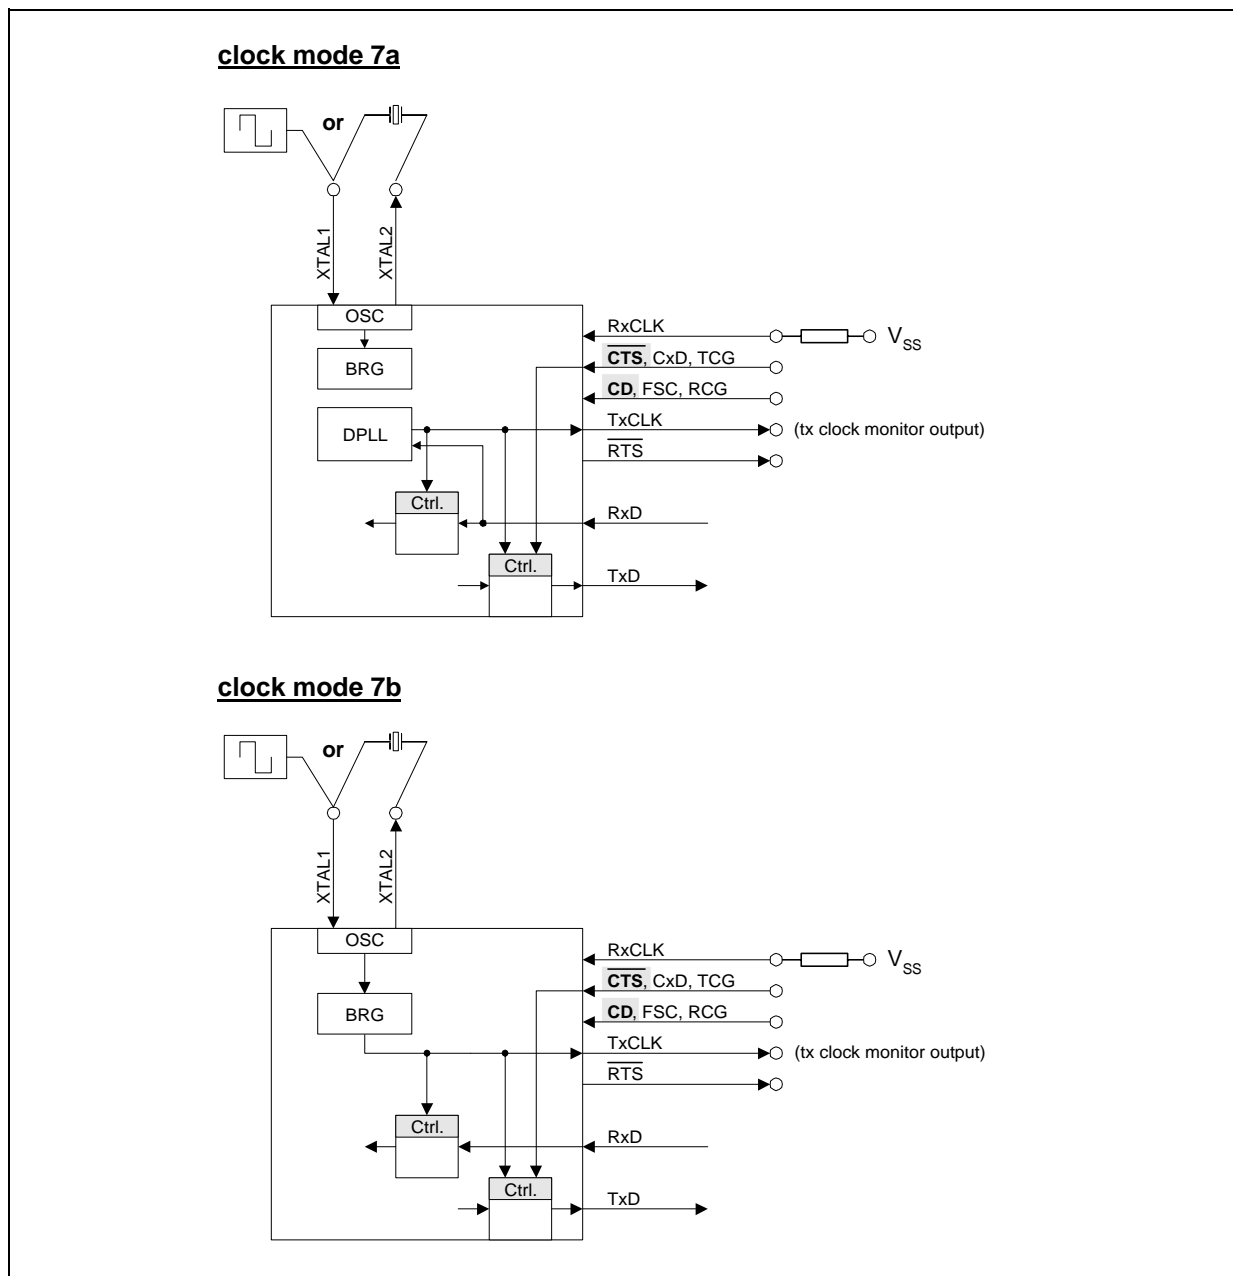 clock mode 7a
or
XTAL1
XTAL2
OSC
BRG
DPLL
Ctrl.
Ctrl.
RxCLK
VSS
CTS, CxD, TCG
CD, FSC, RCG
TxCLK
(tx clock monitor output)
RTS
RxD
TxD
clock mode 7b
or
XTAL1
XTAL2
OSC
BRG
Ctrl.
Ctrl.
RxCLK
VSS
CTS, CxD, TCG
CD, FSC, RCG
TxCLK
(tx clock monitor output)
RTS
RxD
TxD